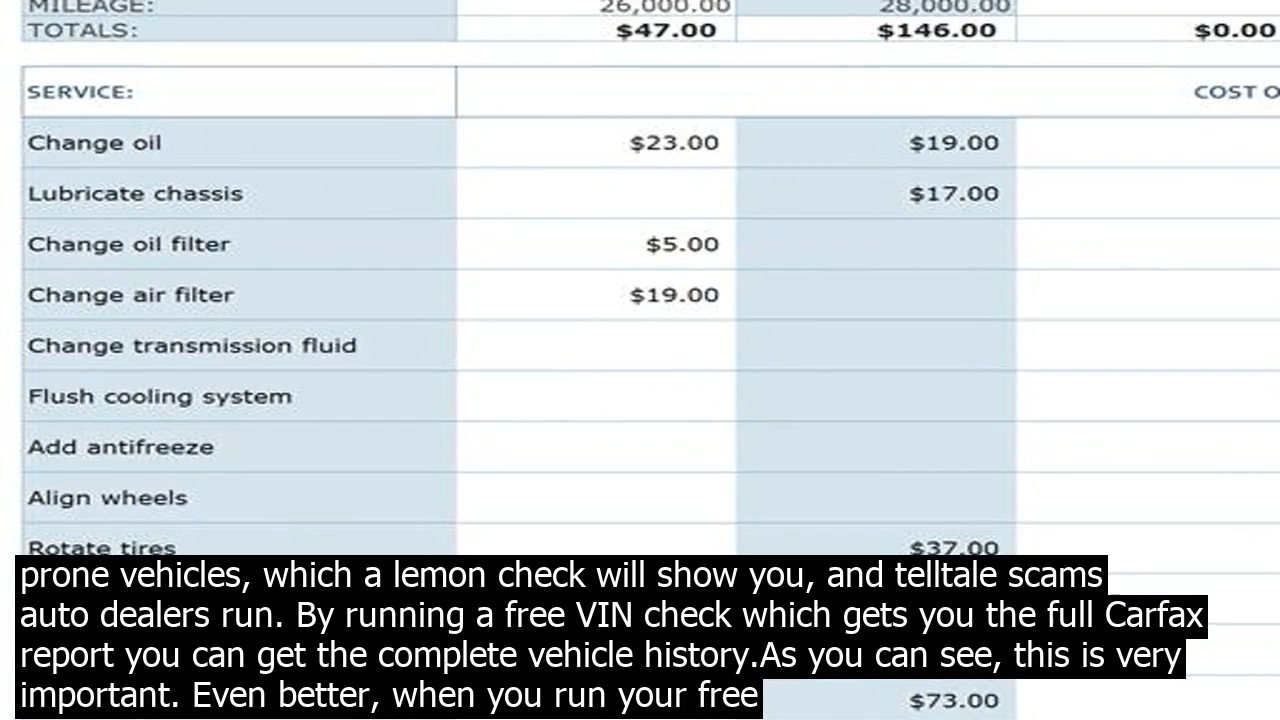 MILEAGE: 26,000.00 28,000.00
TOTALS: $47.00 $146.00 $0.00
SERVICE: COST O
Change oil $23.00 $19.00
Lubricate chassis $17.00
Change oil filter $5.00
Change air filter $19.00
Change transmission fluid
Flush cooling system
Add antifreeze
Align wheels
Rotate tires $37.00
prone vehicles, which a lemon check will show you, and telltale scams
auto dealers run. By running a free VIN check which gets you the full Carfax
report you can get the complete vehicle history.As you can see, this is very
important. Even better, when you run your free
$73.00